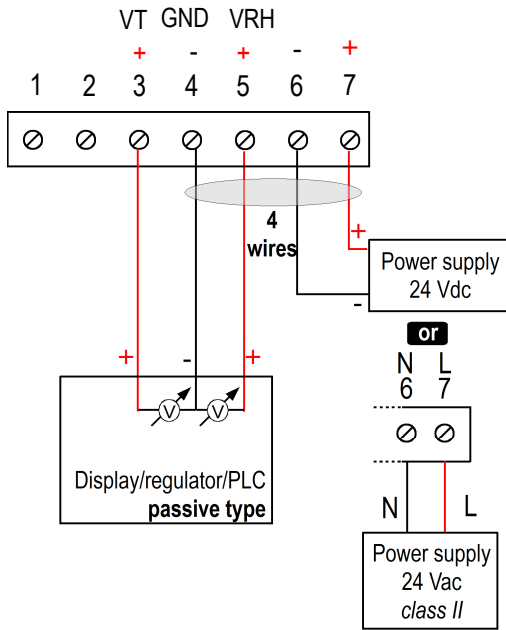 VT GND VRH
+ - + - +
1 2 3 4 5 6 7
4
wires
+
-
Power supply
24 Vdc
or
N L
6 7
+ - +
V V
Display/regulator/PLC
passive type
N L
Power supply
24 Vac
class II